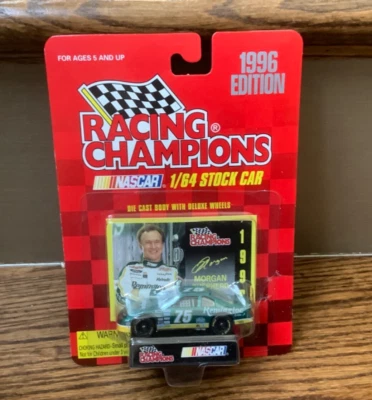 FOR AGES 5 AND UP
1996
EDITION
RACING®
CHAMPIONS
NASCAR® 1/64 STOCK CAR
DIE CAST BODY WITH DELUXE WHEELS
RACING
CHAMPIONS
199
MORGAN
75
RACING
CHAMPIONS
NASCAR